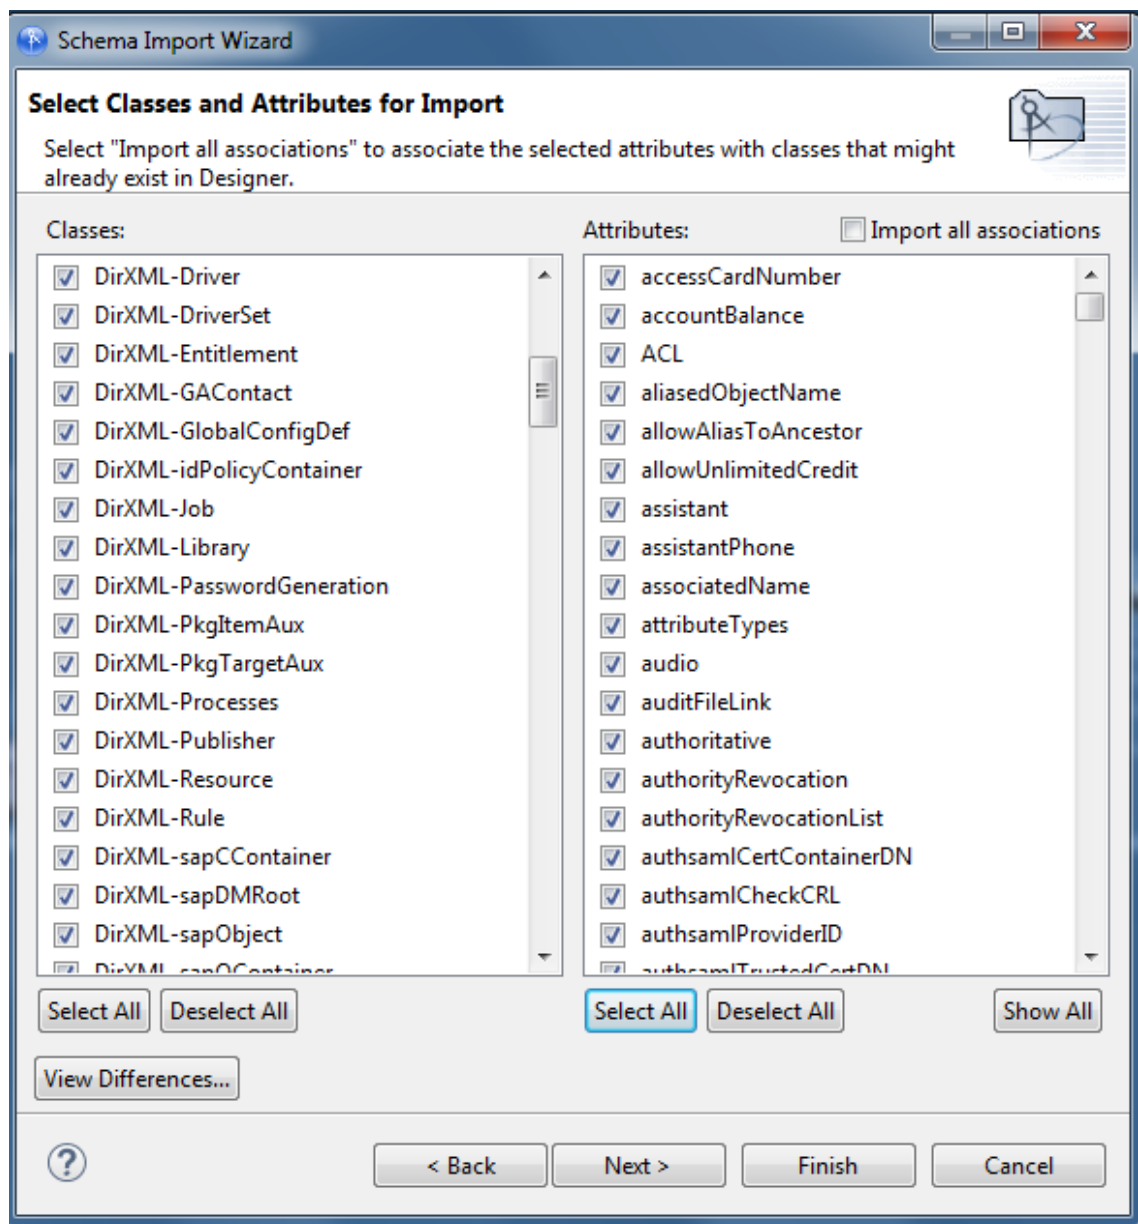 Schema Import Wizard
Select Classes and Attributes for Import
Select "Import all associations" to associate the selected attributes with classes that might
already exist in Designer.
Classes:
DirXML-Driver
DirXML-DriverSet
DirXML-Entitlement
DirXML-GAContact
DirXML-GlobalConfigDef
DirXML-idPolicyContainer
DirXML-Job
DirXML-Library
DirXML-PasswordGeneration
DirXML-PkgItemAux
DirXML-PkgTargetAux
DirXML-Processes
DirXML-Publisher
DirXML-Resource
DirXML-Rule
DirXML-sapCContainer
DirXML-sapDMRoot
DirXML-sapObject
DirXML-sapOContainer
Select All
Deselect All
Attributes:
Import all associations
accessCardNumber
accountBalance
ACL
aliasedObjectName
allowAliasToAncestor
allowUnlimitedCredit
assistant
assistantPhone
associatedName
attributeTypes
audio
auditFileLink
authoritative
authorityRevocation
authorityRevocationList
authsamlCertContainerDN
authsamlCheckCRL
authsamlProviderID
authsamlTrustedCertDN
Select All
Deselect All
Show All
View Differences...
?
< Back
Next >
Finish
Cancel